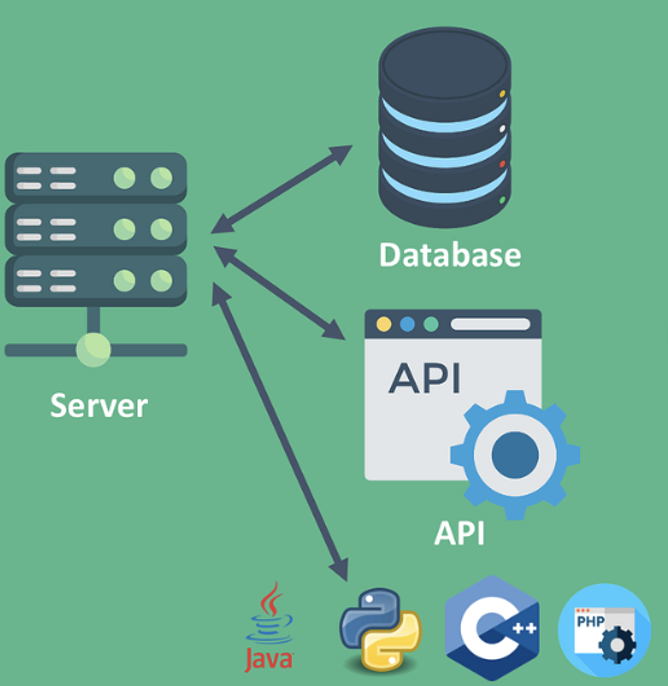 Database
Server
API
API
Java
C++
PHP